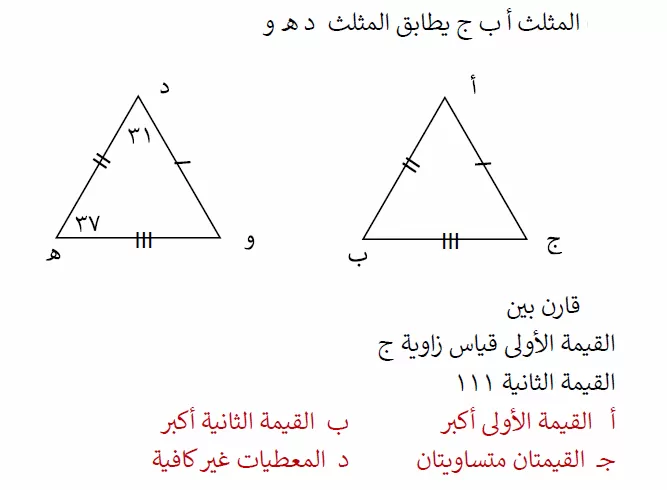 المثلث أ ب ج يطابق المثلث د هـ و
أ
د
٣١
٣٧
ج
ب
و
هـ
قارن بين
القيمة الأولى قياس زاوية ج
القيمة الثانية ١١١
أ القيمة الأولى أكبر ب القيمة الثانية أكبر
جـ القيمتان متساويتان د المعطيات غير كافية